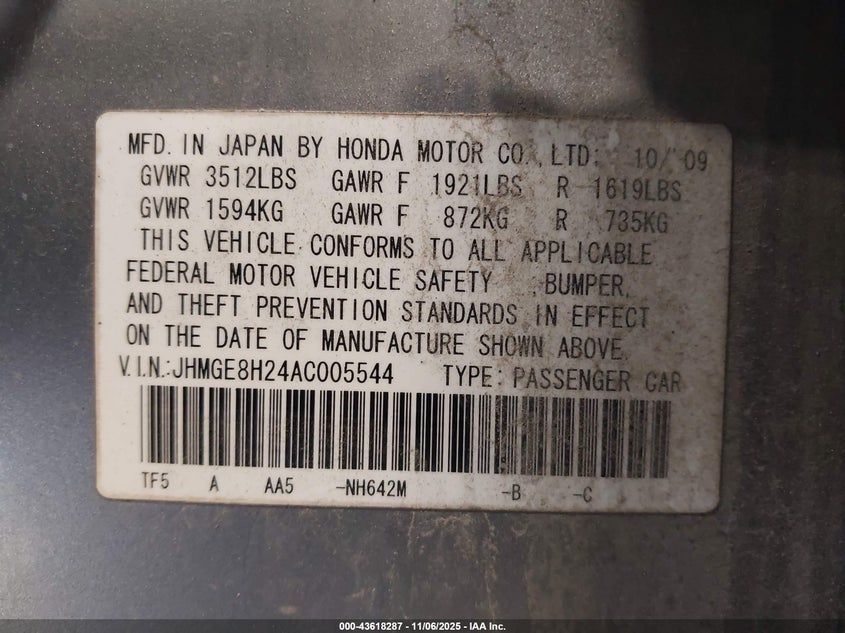 MFD. IN JAPAN BY HONDA MOTOR CO.,LTD: 10/'09
GVWR 3512LBS GAWR F 1921LBS R 1619LBS
GVWR 1594KG GAWR F 872KG R 735KG
THIS VEHICLE CONFORMS TO ALL APPLICABLE
FEDERAL MOTOR VEHICLE SAFETY ,BUMPER,
AND THEFT PREVENTION STANDARDS IN EFFECT
ON THE DATE OF MANUFACTURE SHOWN ABOVE.
V.I.N.:JHMGE8H24AC005544 TYPE:PASSENGER CAR
TF5 A AA5 -NH642M -B -C
000-43618287 - 11/06/2025 - IAA Inc.